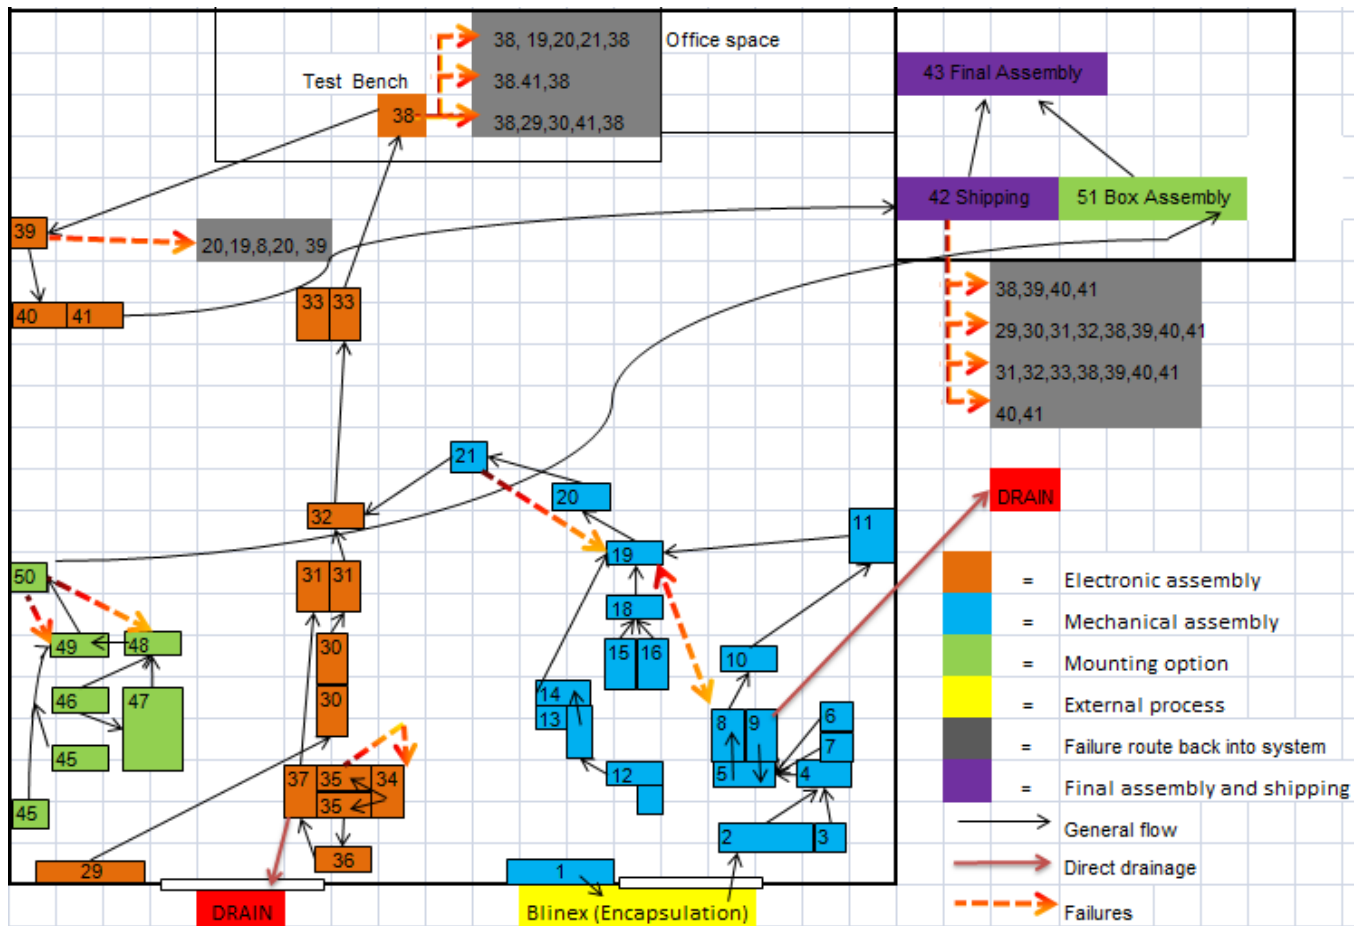 38, 19,20,21,38
Office space
43 Final Assembly
Test Bench
38.41,38
38
38,29,30,41,38
42 Shipping
51 Box Assembly
39
20,19,8,20, 39
38,39,40,41
33 33
40 41
29,30,31,32,38,39,40,41
31,32,33,38,39,40,41
40,41
21
20
DRAIN
32
11
19
50
31 31
= Electronic assembly
18
= Mechanical assembly
49 48
30
15 16
10
= Mounting option
46 47
30
14
13
8 9
6
= External process
45
7
= Failure route back into system
37 35 34
12
5 4
= Final assembly and shipping
45
35
General flow
2 3
36
29
1
Direct drainage
DRAIN
Blinex (Encapsulation)
Failures